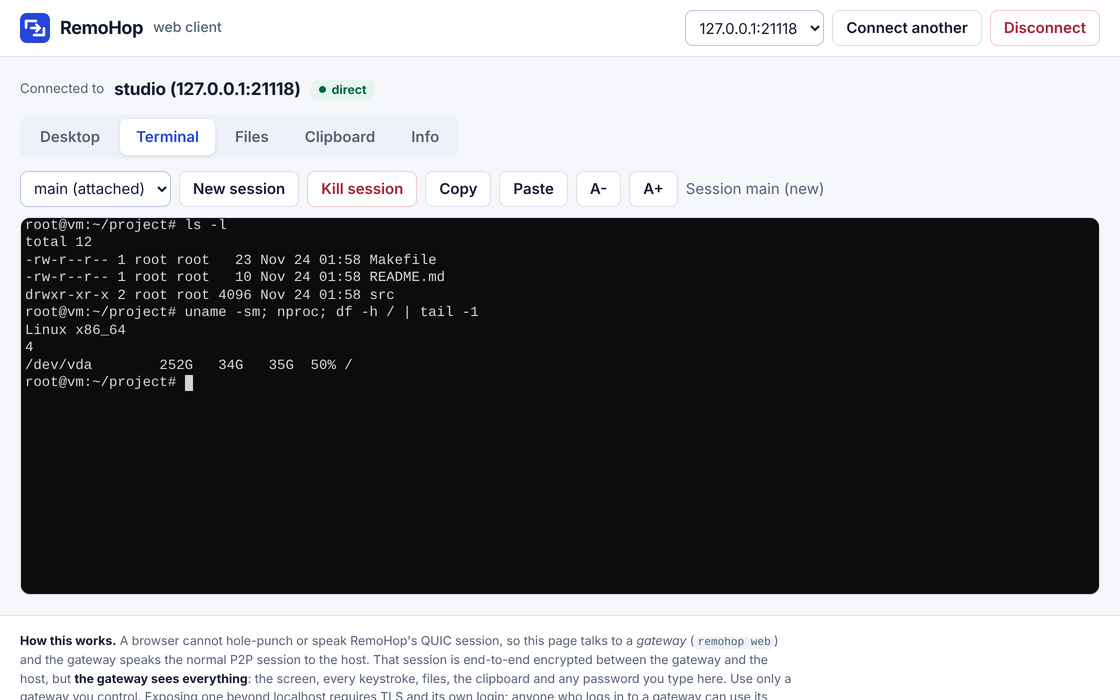 RemoHop web client 127.0.0.1:21118 Connect another Disconnect
Connected to studio (127.0.0.1:21118) direct
Desktop Terminal Files Clipboard Info
main (attached) New session Kill session Copy Paste A- A+ Session main (new)
root@vm:~/project# ls -l
total 12
-rw-r--r-- 1 root root   23 Nov 24 01:58 Makefile
-rw-r--r-- 1 root root   10 Nov 24 01:58 README.md
drwxr-xr-x 2 root root 4096 Nov 24 01:58 src
root@vm:~/project# uname -sm; nproc; df -h / | tail -1
Linux x86_64
4
/dev/vda        252G   34G   35G  50% /
root@vm:~/project#
How this works. A browser cannot hole-punch or speak RemoHop's QUIC session, so this page talks to a gateway (remohop web)
and the gateway speaks the normal P2P session to the host. That session is end-to-end encrypted between the gateway and the
host, but the gateway sees everything: the screen, every keystroke, files, the clipboard and any password you type here. Use only a
gateway you control. Exposing one beyond localhost requires TLS and its own login; anyone who logs in to a gateway can use its